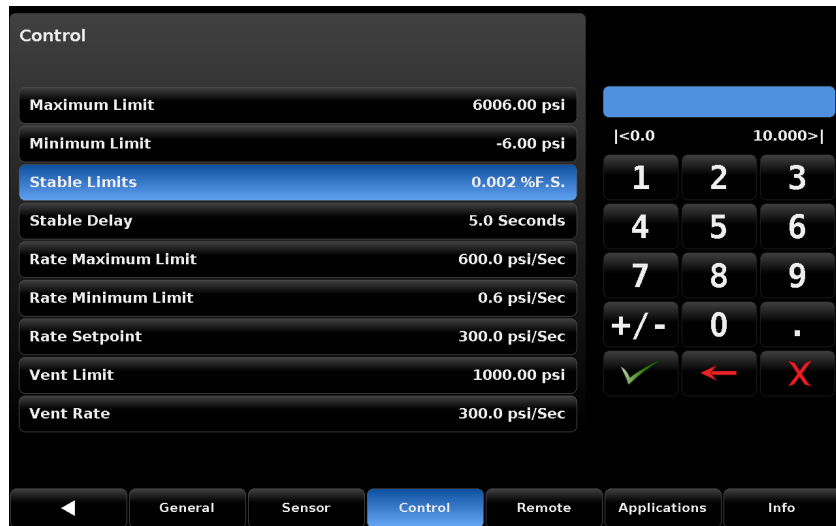 Control
Maximum Limit 6006.00 psi
Minimum Limit -6.00 psi
Stable Limits 0.002 %F.S.
Stable Delay 5.0 Seconds
Rate Maximum Limit 600.0 psi/Sec
Rate Minimum Limit 0.6 psi/Sec
Rate Setpoint 300.0 psi/Sec
Vent Limit 1000.00 psi
Vent Rate 300.0 psi/Sec
|<0.0 10.000>|
1 2 3
4 5 6
7 8 9
+/- 0 .
X
General Sensor Control Remote Applications Info